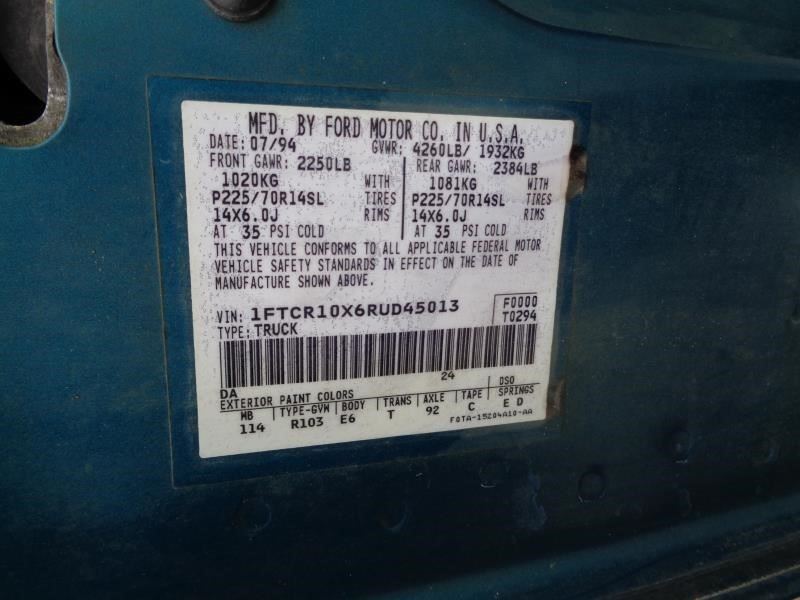 MFD. BY FORD MOTOR CO. IN U.S.A.
DATE: 07/94 GVWR: 4260LB/ 1932KG
FRONT GAWR: 2250LB REAR GAWR: 2384LB
1020KG WITH 1081KG WITH
P225/70R14SL TIRES P225/70R14SL TIRES
14X6.0J RIMS 14X6.0J RIMS
AT 35 PSI COLD AT 35 PSI COLD
THIS VEHICLE CONFORMS TO ALL APPLICABLE FEDERAL MOTOR
VEHICLE SAFETY STANDARDS IN EFFECT ON THE DATE OF
MANUFACTURE SHOWN ABOVE.
VIN: 1FTCR10X6RUD45013 F0000
TYPE: TRUCK T0294
24
DA DSO
EXTERIOR PAINT COLORS
MB TYPE-GVW BODY TRANS AXLE TAPE SPRINGS
114 R103 E6 T 92 C E D
F0TA-15204A10-AA